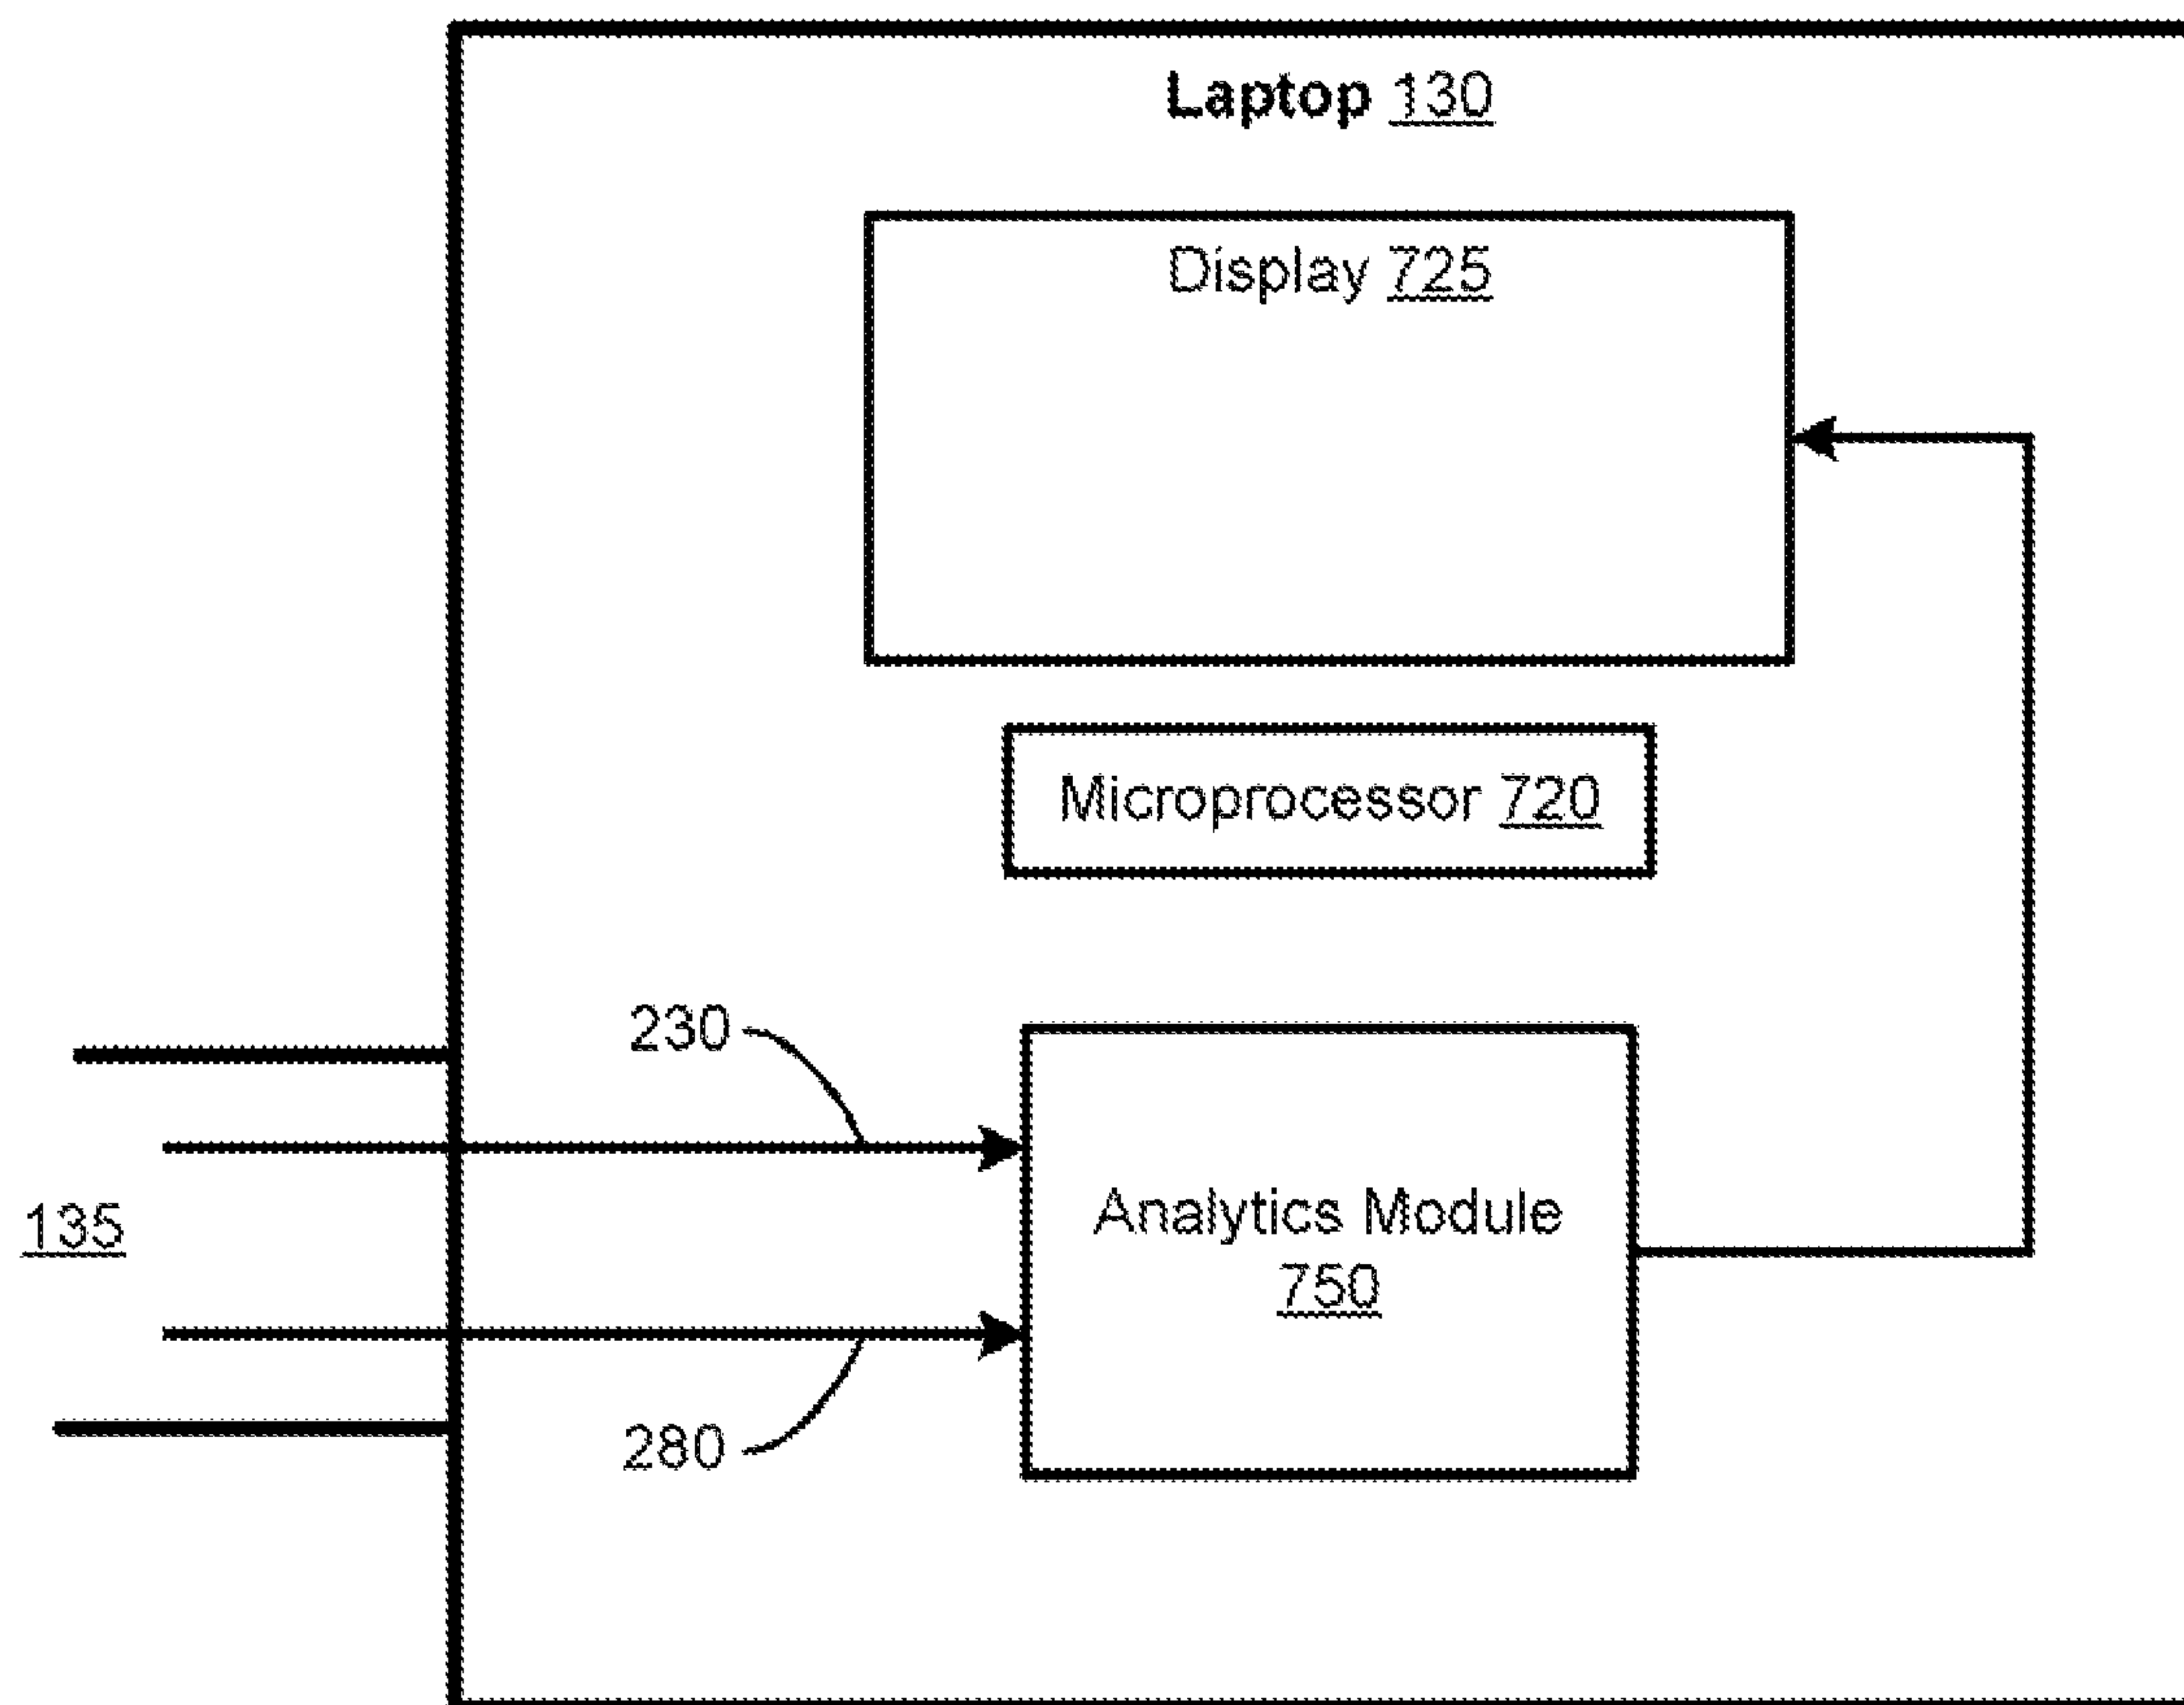 Laptop 130
Display 725
Microprocessor 720
230
Analytics Module
750
135
280